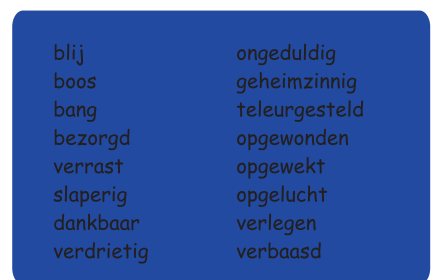 blij
boos
bang
bezorgd
verrast
slaperig
dankbaar
verdrietig
ongeduldig
geheimzinnig
teleurgesteld
opgewonden
opgewekt
opgelucht
verlegen
verbaasd